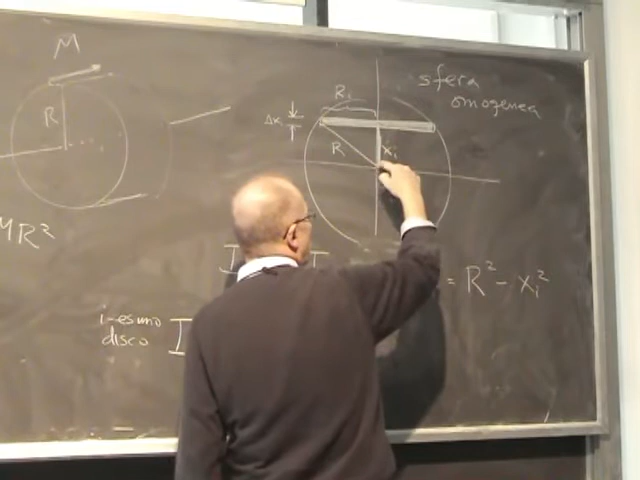 M
R
MR²
sfera
omogenea
Rᵢ
Δx
R
xᵢ
= R² - xᵢ²
i-esimo
disco I
I I